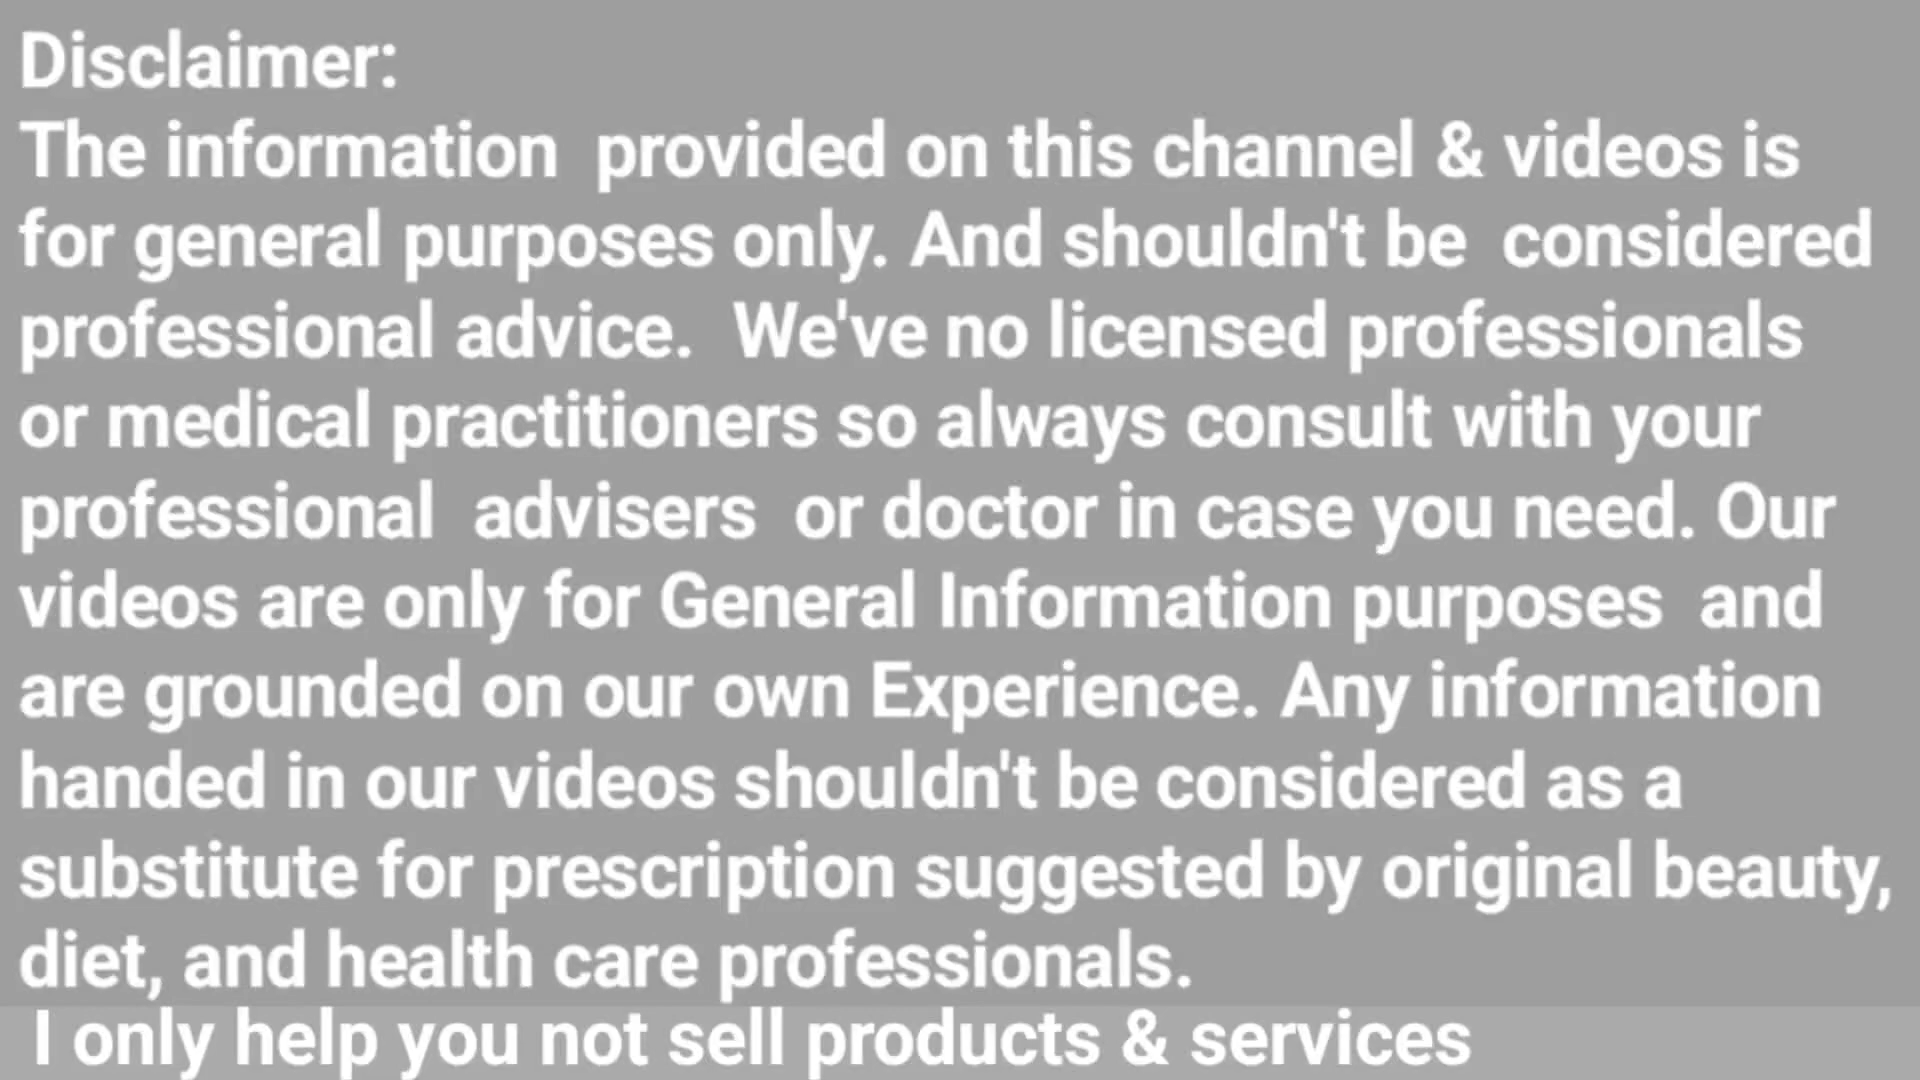 Disclaimer:
The information  provided on this channel & videos is
for general purposes only. And shouldn't be  considered
professional advice.  We've no licensed professionals
or medical practitioners so always consult with your
professional  advisers  or doctor in case you need. Our
videos are only for General Information purposes  and
are grounded on our own Experience. Any information
handed in our videos shouldn't be considered as a
substitute for prescription suggested by original beauty,
diet, and health care professionals.
I only help you not sell products & services